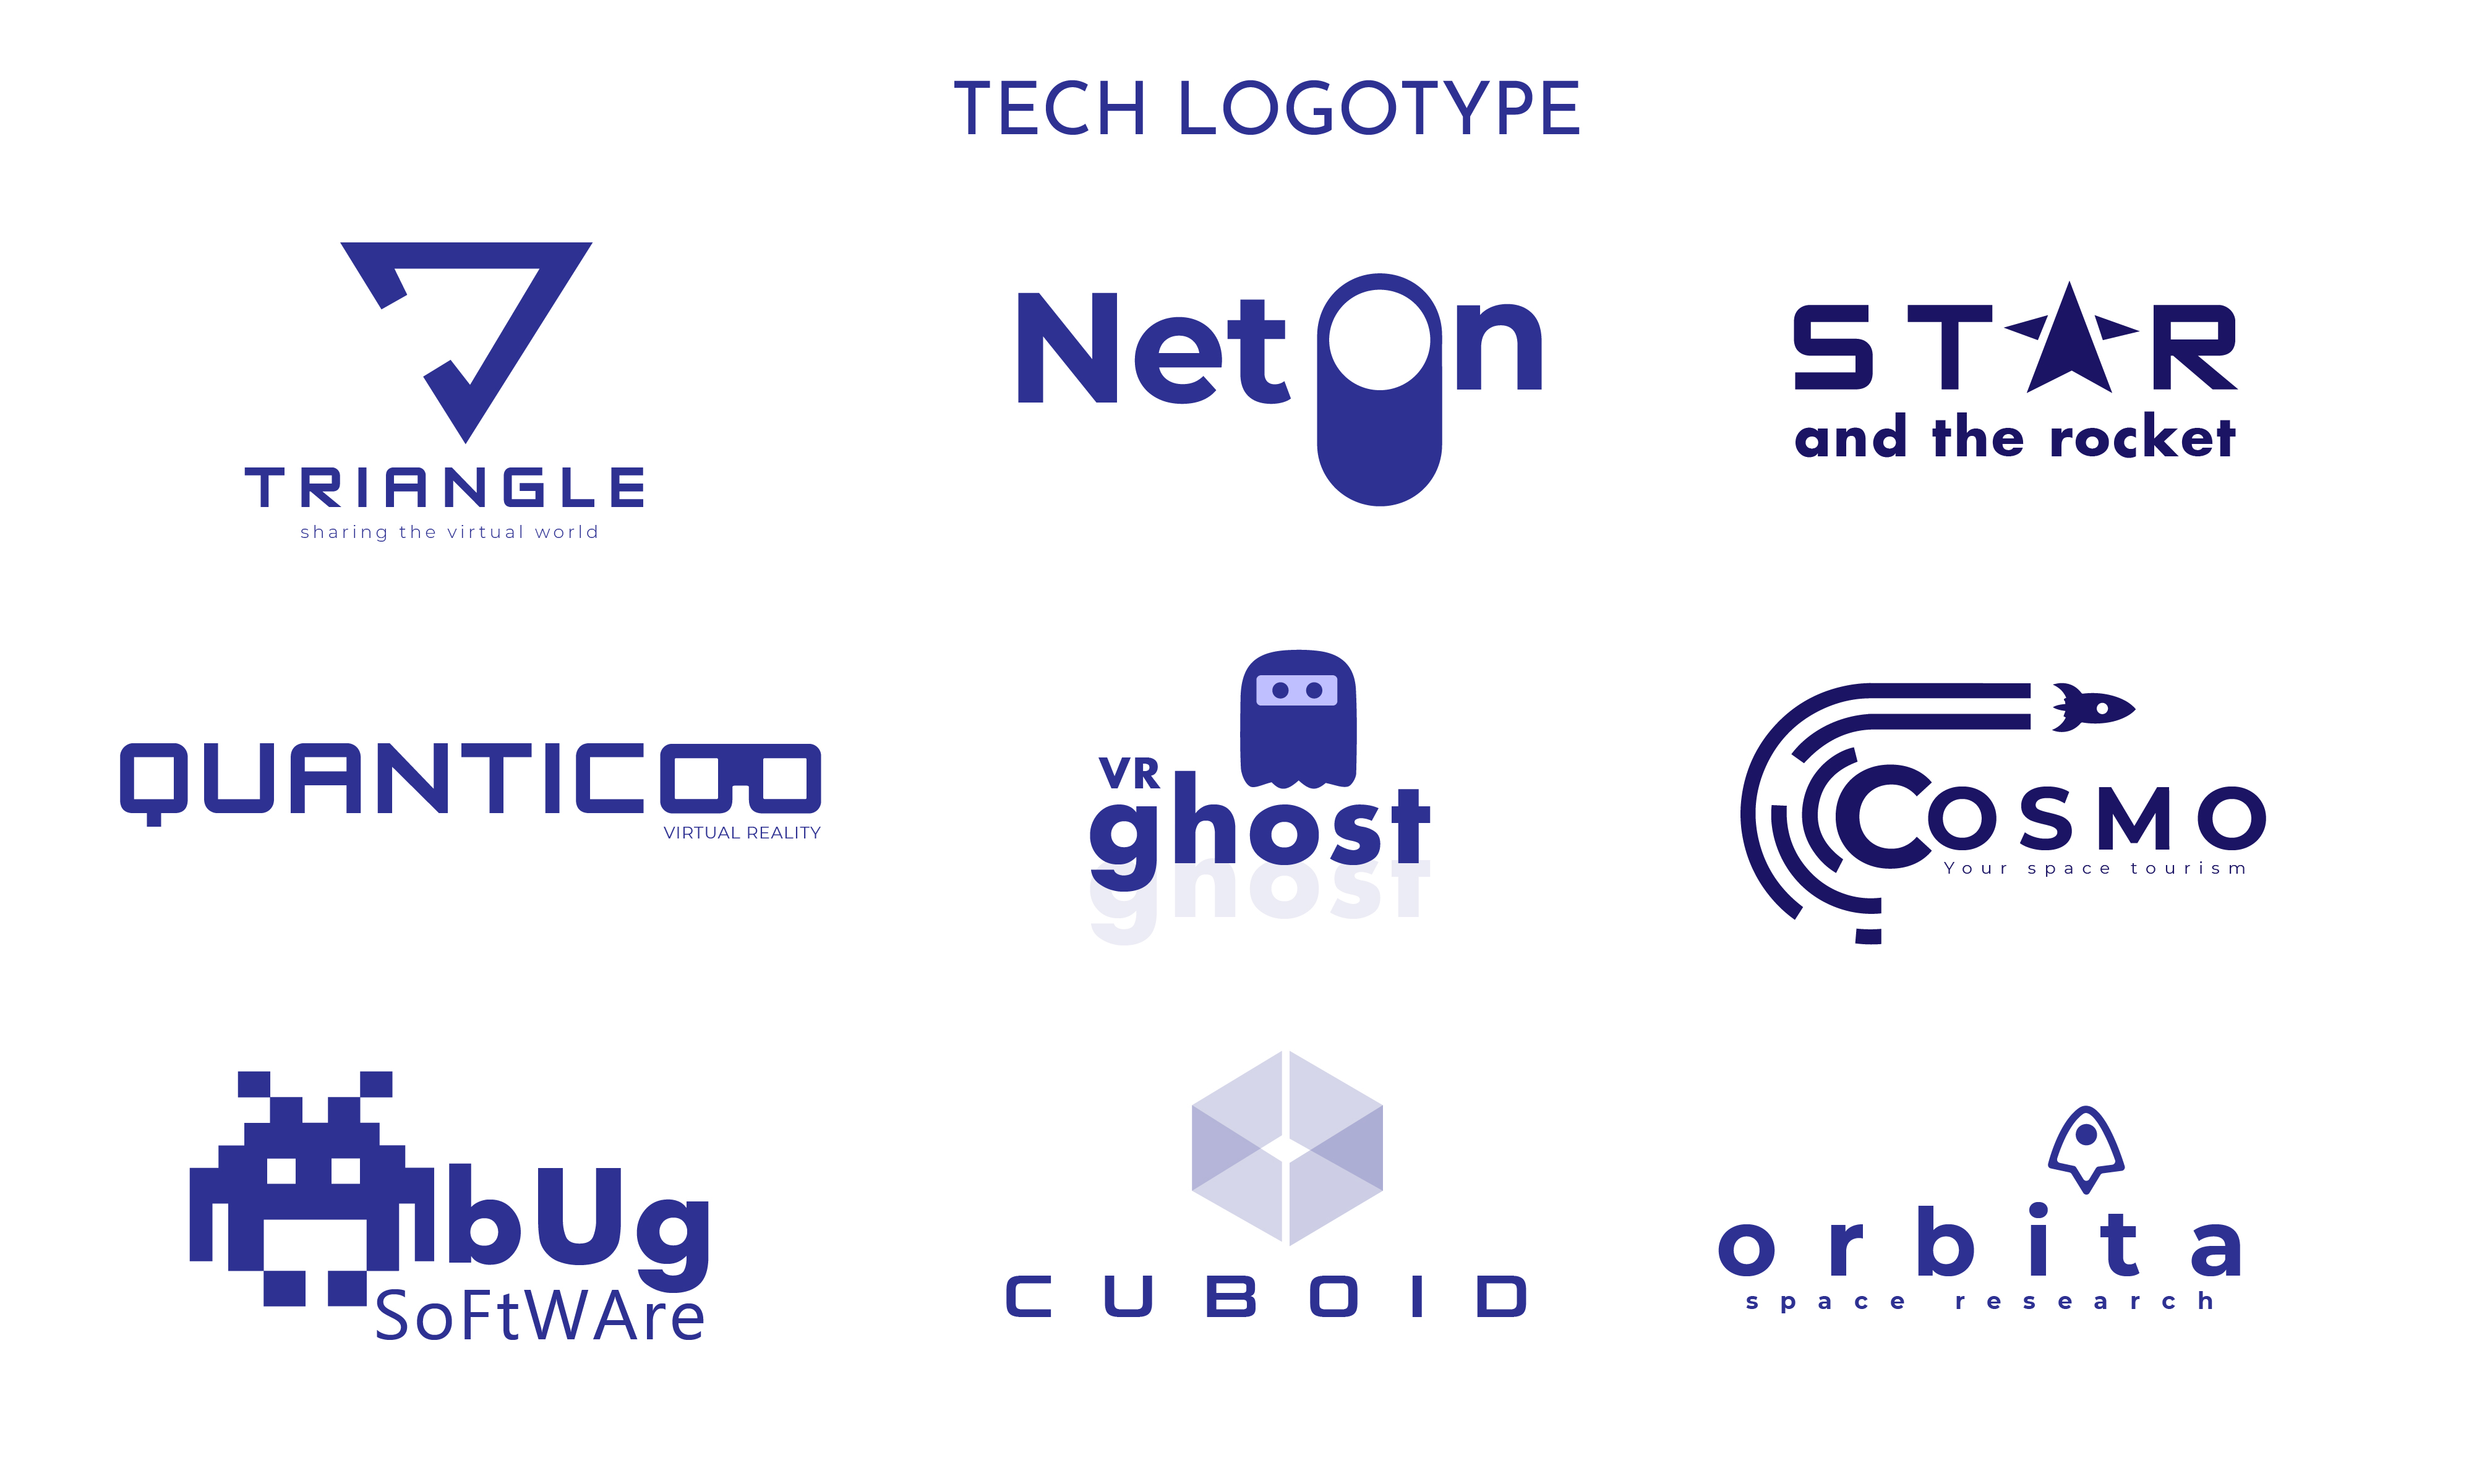 TECH LOGOTYPE
TRIANGLE
sharing the virtual world
NetOn
STAR
and the rocket
QUANTICO
VIRTUAL REALITY
VR
ghost
COSMO
Your space tourism
bUg
SoFtWAre
CUBOID
orbita
space research